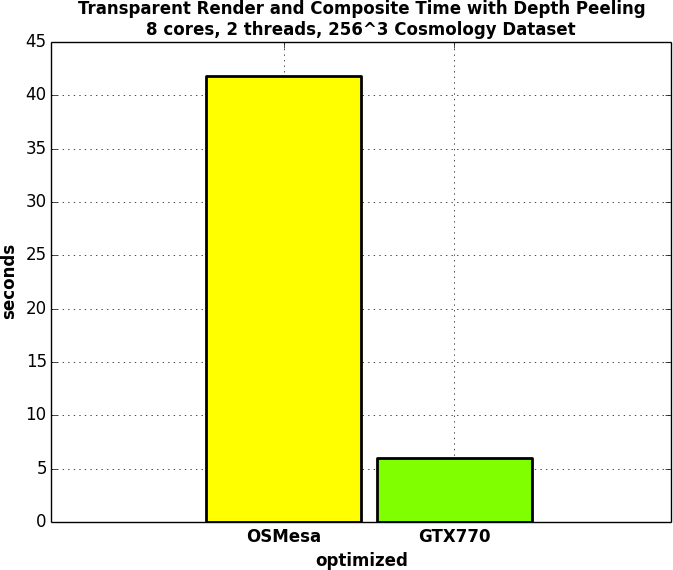 Transparent Render and Composite Time with Depth Peeling
8 cores, 2 threads, 256^3 Cosmology Dataset
45
40
35
30
25
20
15
10
5
0
seconds
OSMesa GTX770
optimized